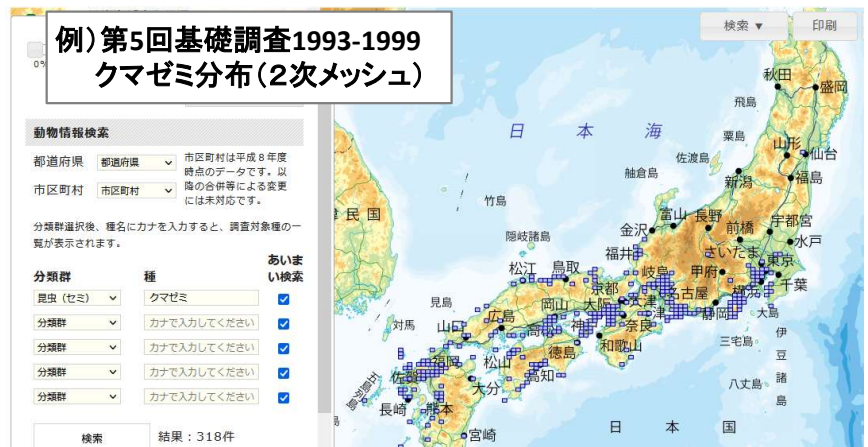 例）第5回基礎調査1993-1999
クマゼミ分布（２次メッシュ）
検索 ▼
印刷
0%
動物情報検索
都道府県
都道府県
市区町村は平成８年度
時点のデータです。以
降の合併等による変更
には未対応です。
市区町村
市区町村
分類群選択後、種名にカナを入力すると、調査対象種の一
覧が表示されます。
分類群
種
あいま
い検索
昆虫（セミ）
クマゼミ
分類群
カナで入力してください
分類群
カナで入力してください
分類群
カナで入力してください
分類群
カナで入力してください
検索
結果：318件
秋田
盛岡
飛島
日本海
粟島
山形
仙台
佐渡島
舳倉島
新潟
福島
竹島
民国
富山
長野
宇都宮
金沢
前橋
水戸
隠岐諸島
福井
さいたま
東京
松江
鳥取
岐阜
甲府
京都
千葉
横浜
見島
岡山
大阪
大津
名古屋
静岡
大島
対馬
山口
広島
高松
神戸
津
奈良
三宅島
伊
豆
諸
島
福岡
松山
徳島
和歌山
佐賀
高知
八丈島
五島列島
大分
長崎
熊本
宮崎
日本国